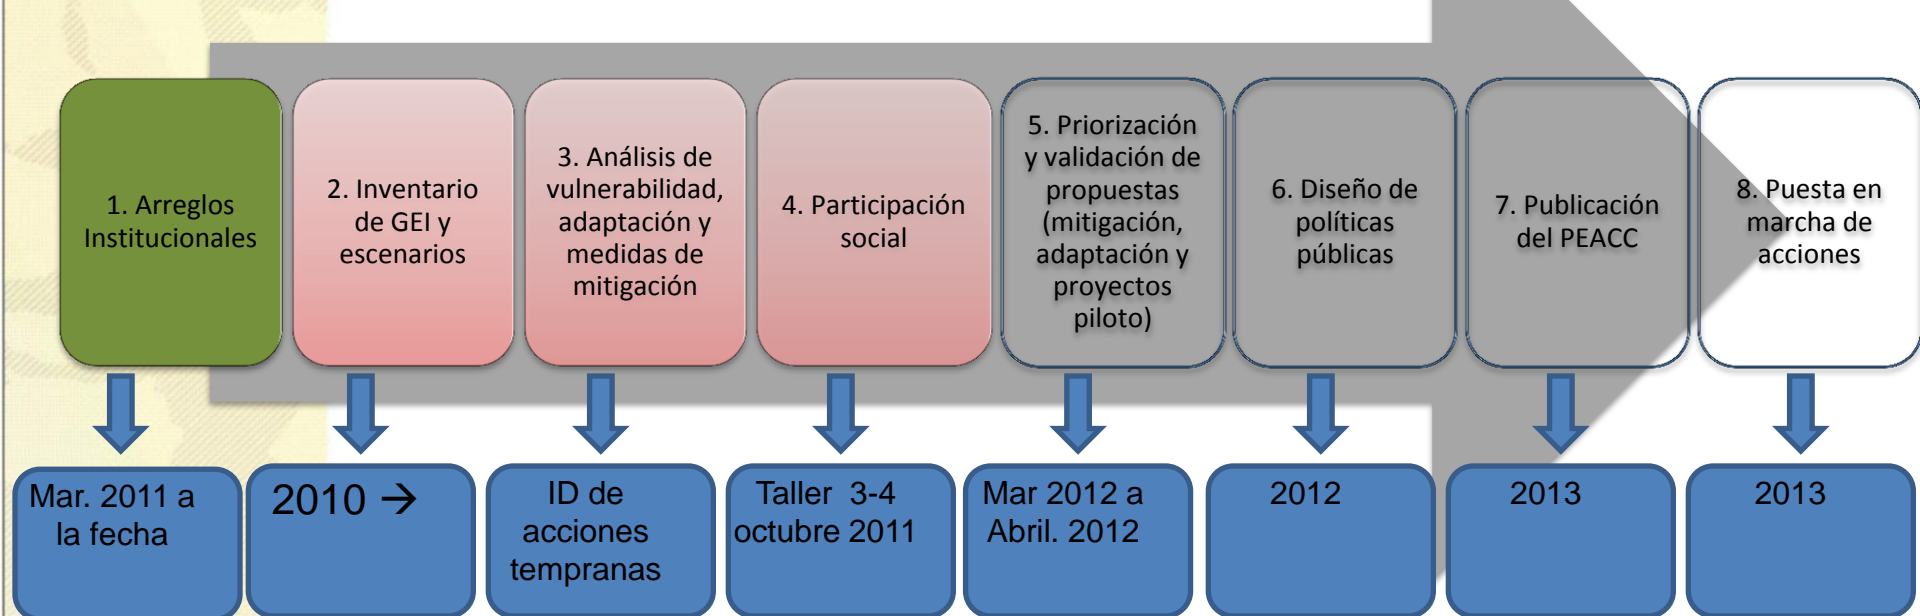 1. Arreglos
Institucionales
2. Inventario
de GEI y
escenarios
3. Análisis de
vulnerabilidad,
adaptación y
medidas de
mitigación
4. Participación
social
5. Priorización
y validación de
propuestas
(mitigación,
adaptación y
proyectos
piloto)
6. Diseño de
políticas
públicas
7. Publicación
del PEACC
8. Puesta en
marcha de
acciones
Mar. 2011 a
la fecha
2010 →
ID de
acciones
tempranas
Taller 3-4
octubre 2011
Mar 2012 a
Abril. 2012
2012
2013
2013